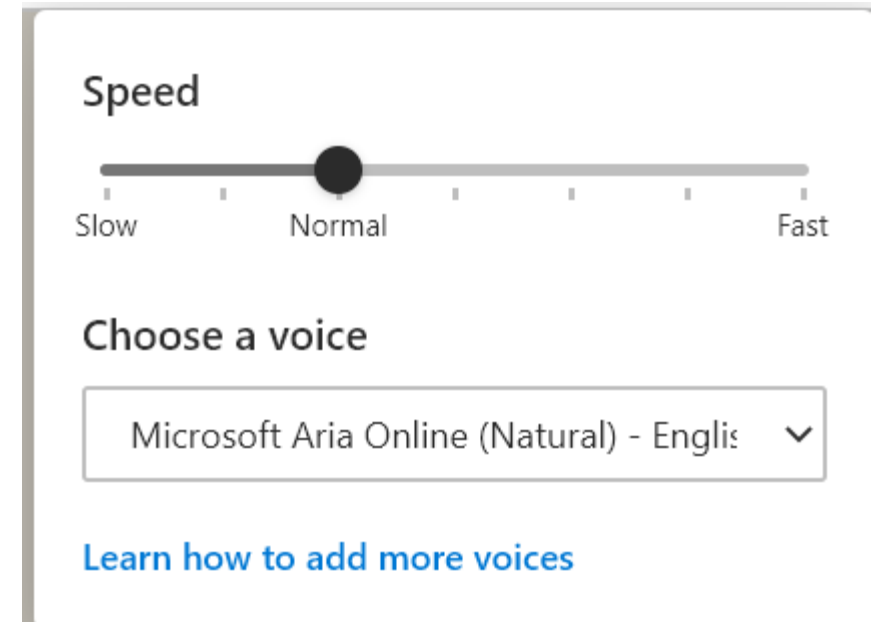 Speed
Slow Normal Fast
Choose a voice
Microsoft Aria Online (Natural) - Englis
Learn how to add more voices